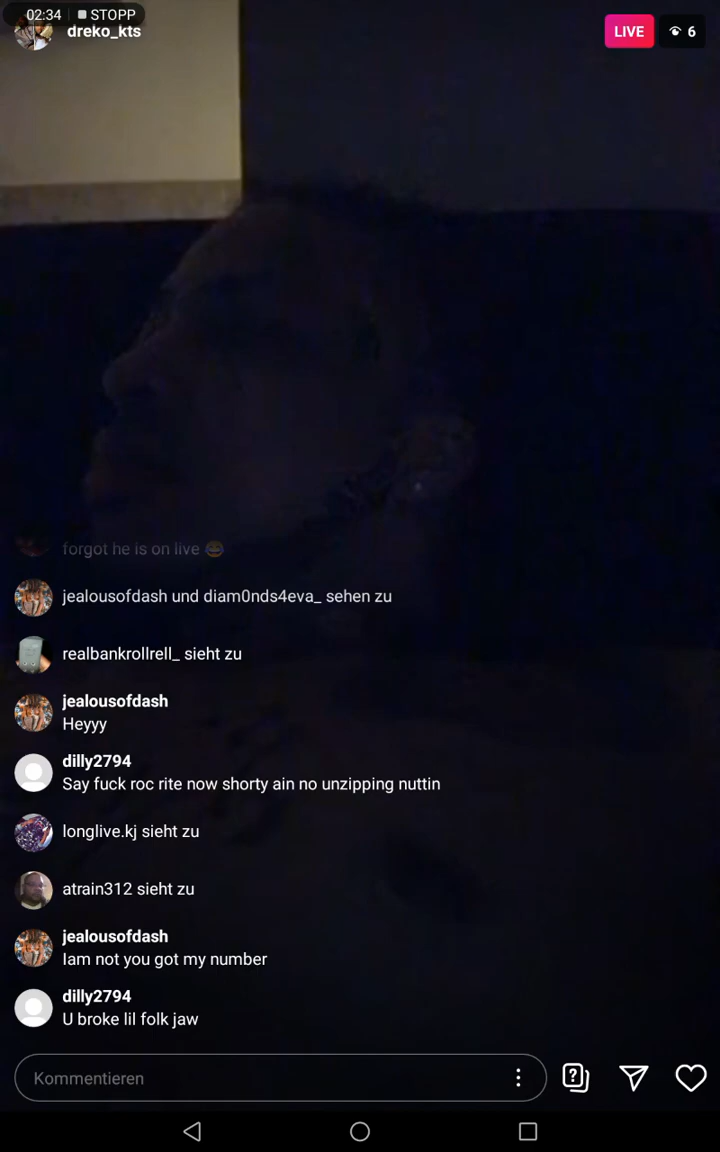 02:34 STOPP
dreko_kts
LIVE 6
forgot he is on live 😂
jealousofdash und diam0nds4eva_ sehen zu
realbankrollrell_ sieht zu
jealousofdash
Heyyy
dilly2794
Say fuck roc rite now shorty ain no unzipping nuttin
longlive.kj sieht zu
atrain312 sieht zu
jealousofdash
Iam not you got my number
dilly2794
U broke lil folk jaw
Kommentieren